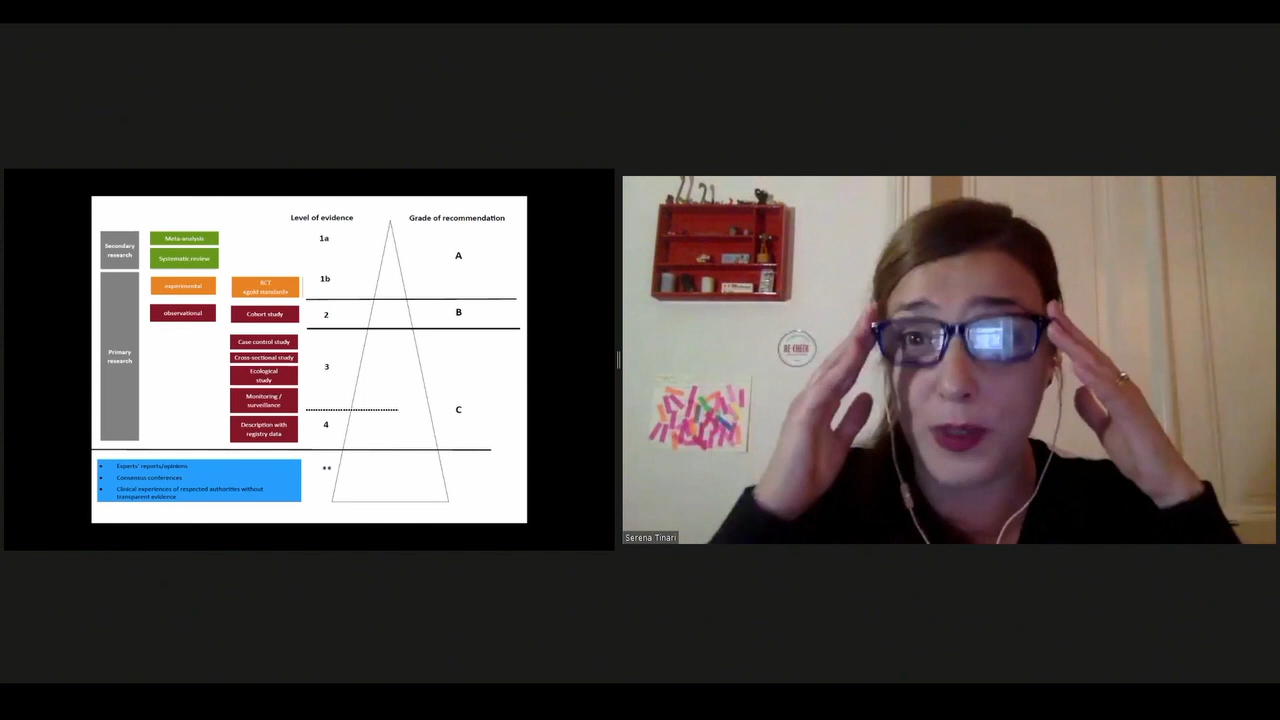 Level of evidence
Grade of recommendation
Secondary
research
Meta-analysis
Systematic review
1a
A
Primary
research
experimental
RCT
«gold standard»
1b
observational
Cohort study
2
B
Case control study
Cross-sectional study
Ecological
study
Monitoring /
surveillance
3
Description with
registry data
4
C
• Experts' reports/opinions
• Consensus conferences
• Clinical experiences of respected authorities without
transparent evidence
**
RE-CHECK
Serena Tinari